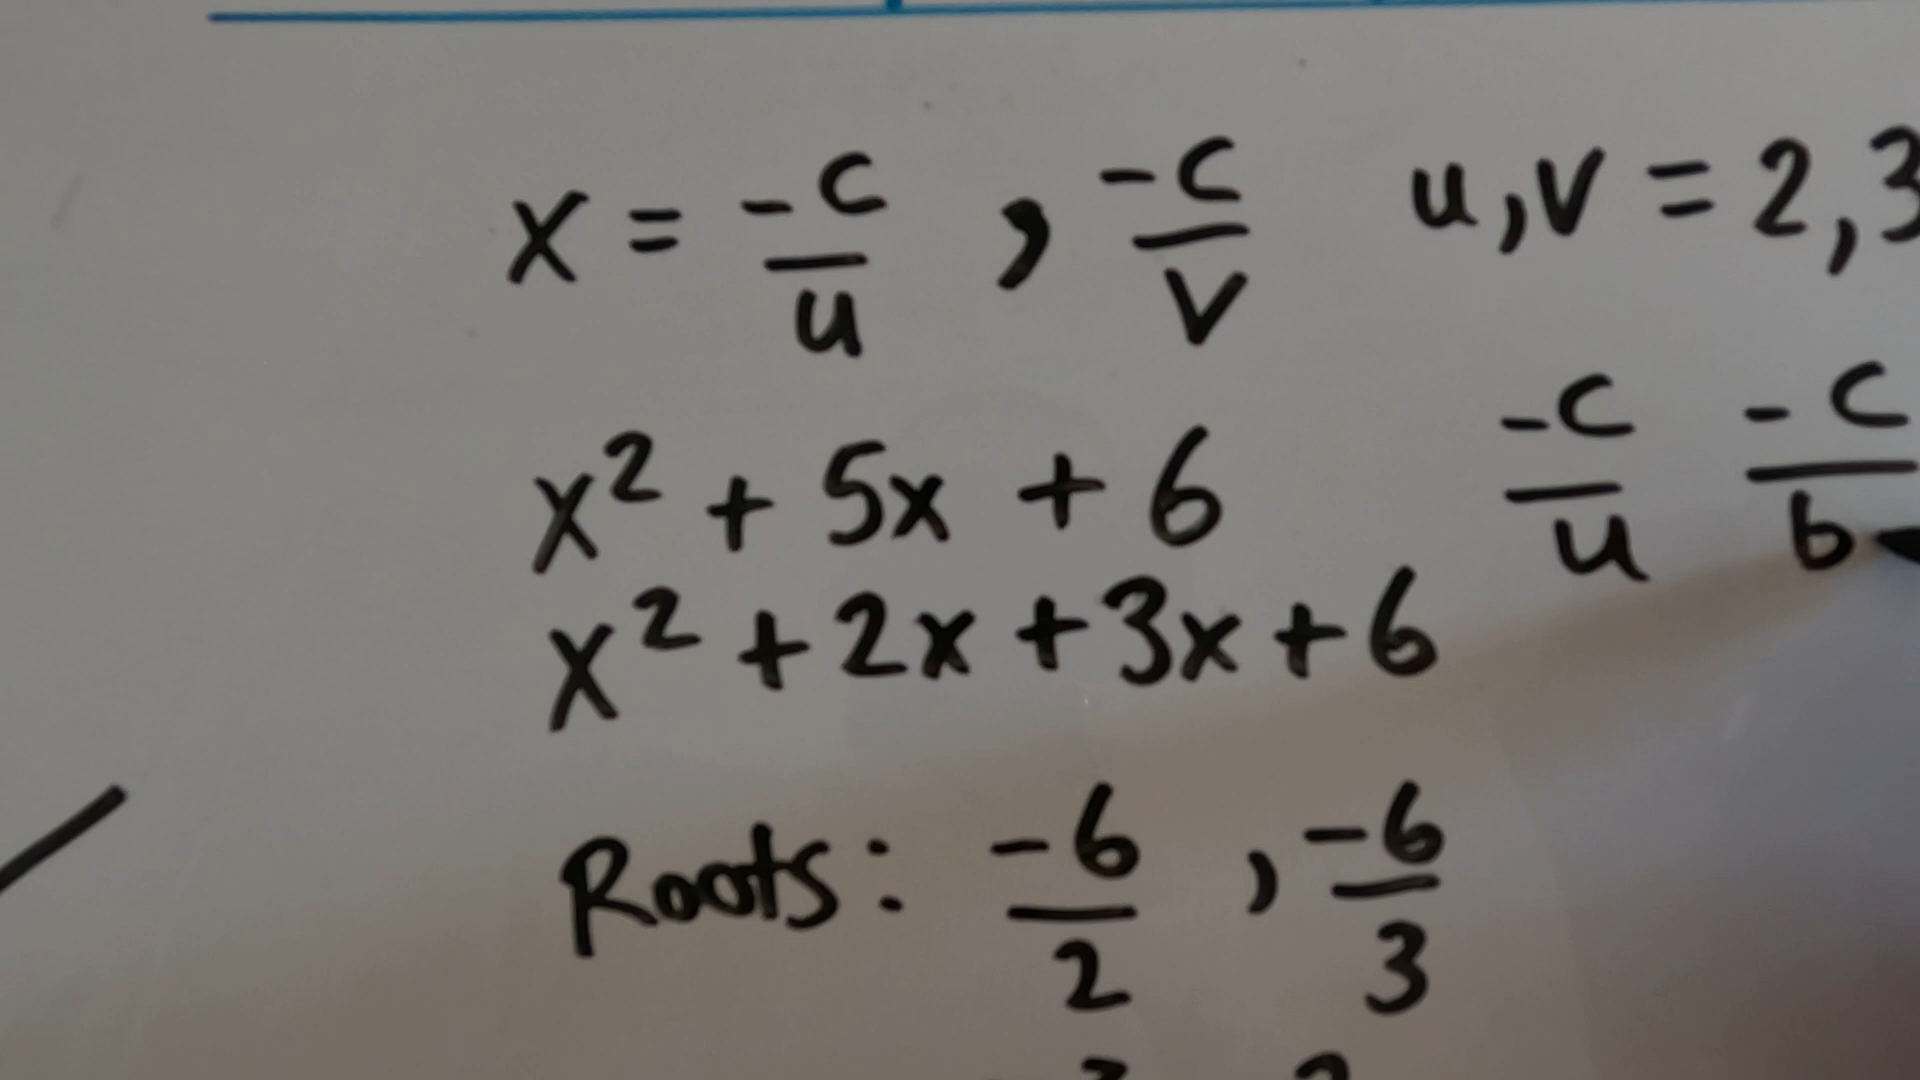 x = -c/u , -c/v u,v = 2,3
x² + 5x + 6 -c/u -c/b
x² + 2x + 3x + 6
Roots: -6/2 , -6/3